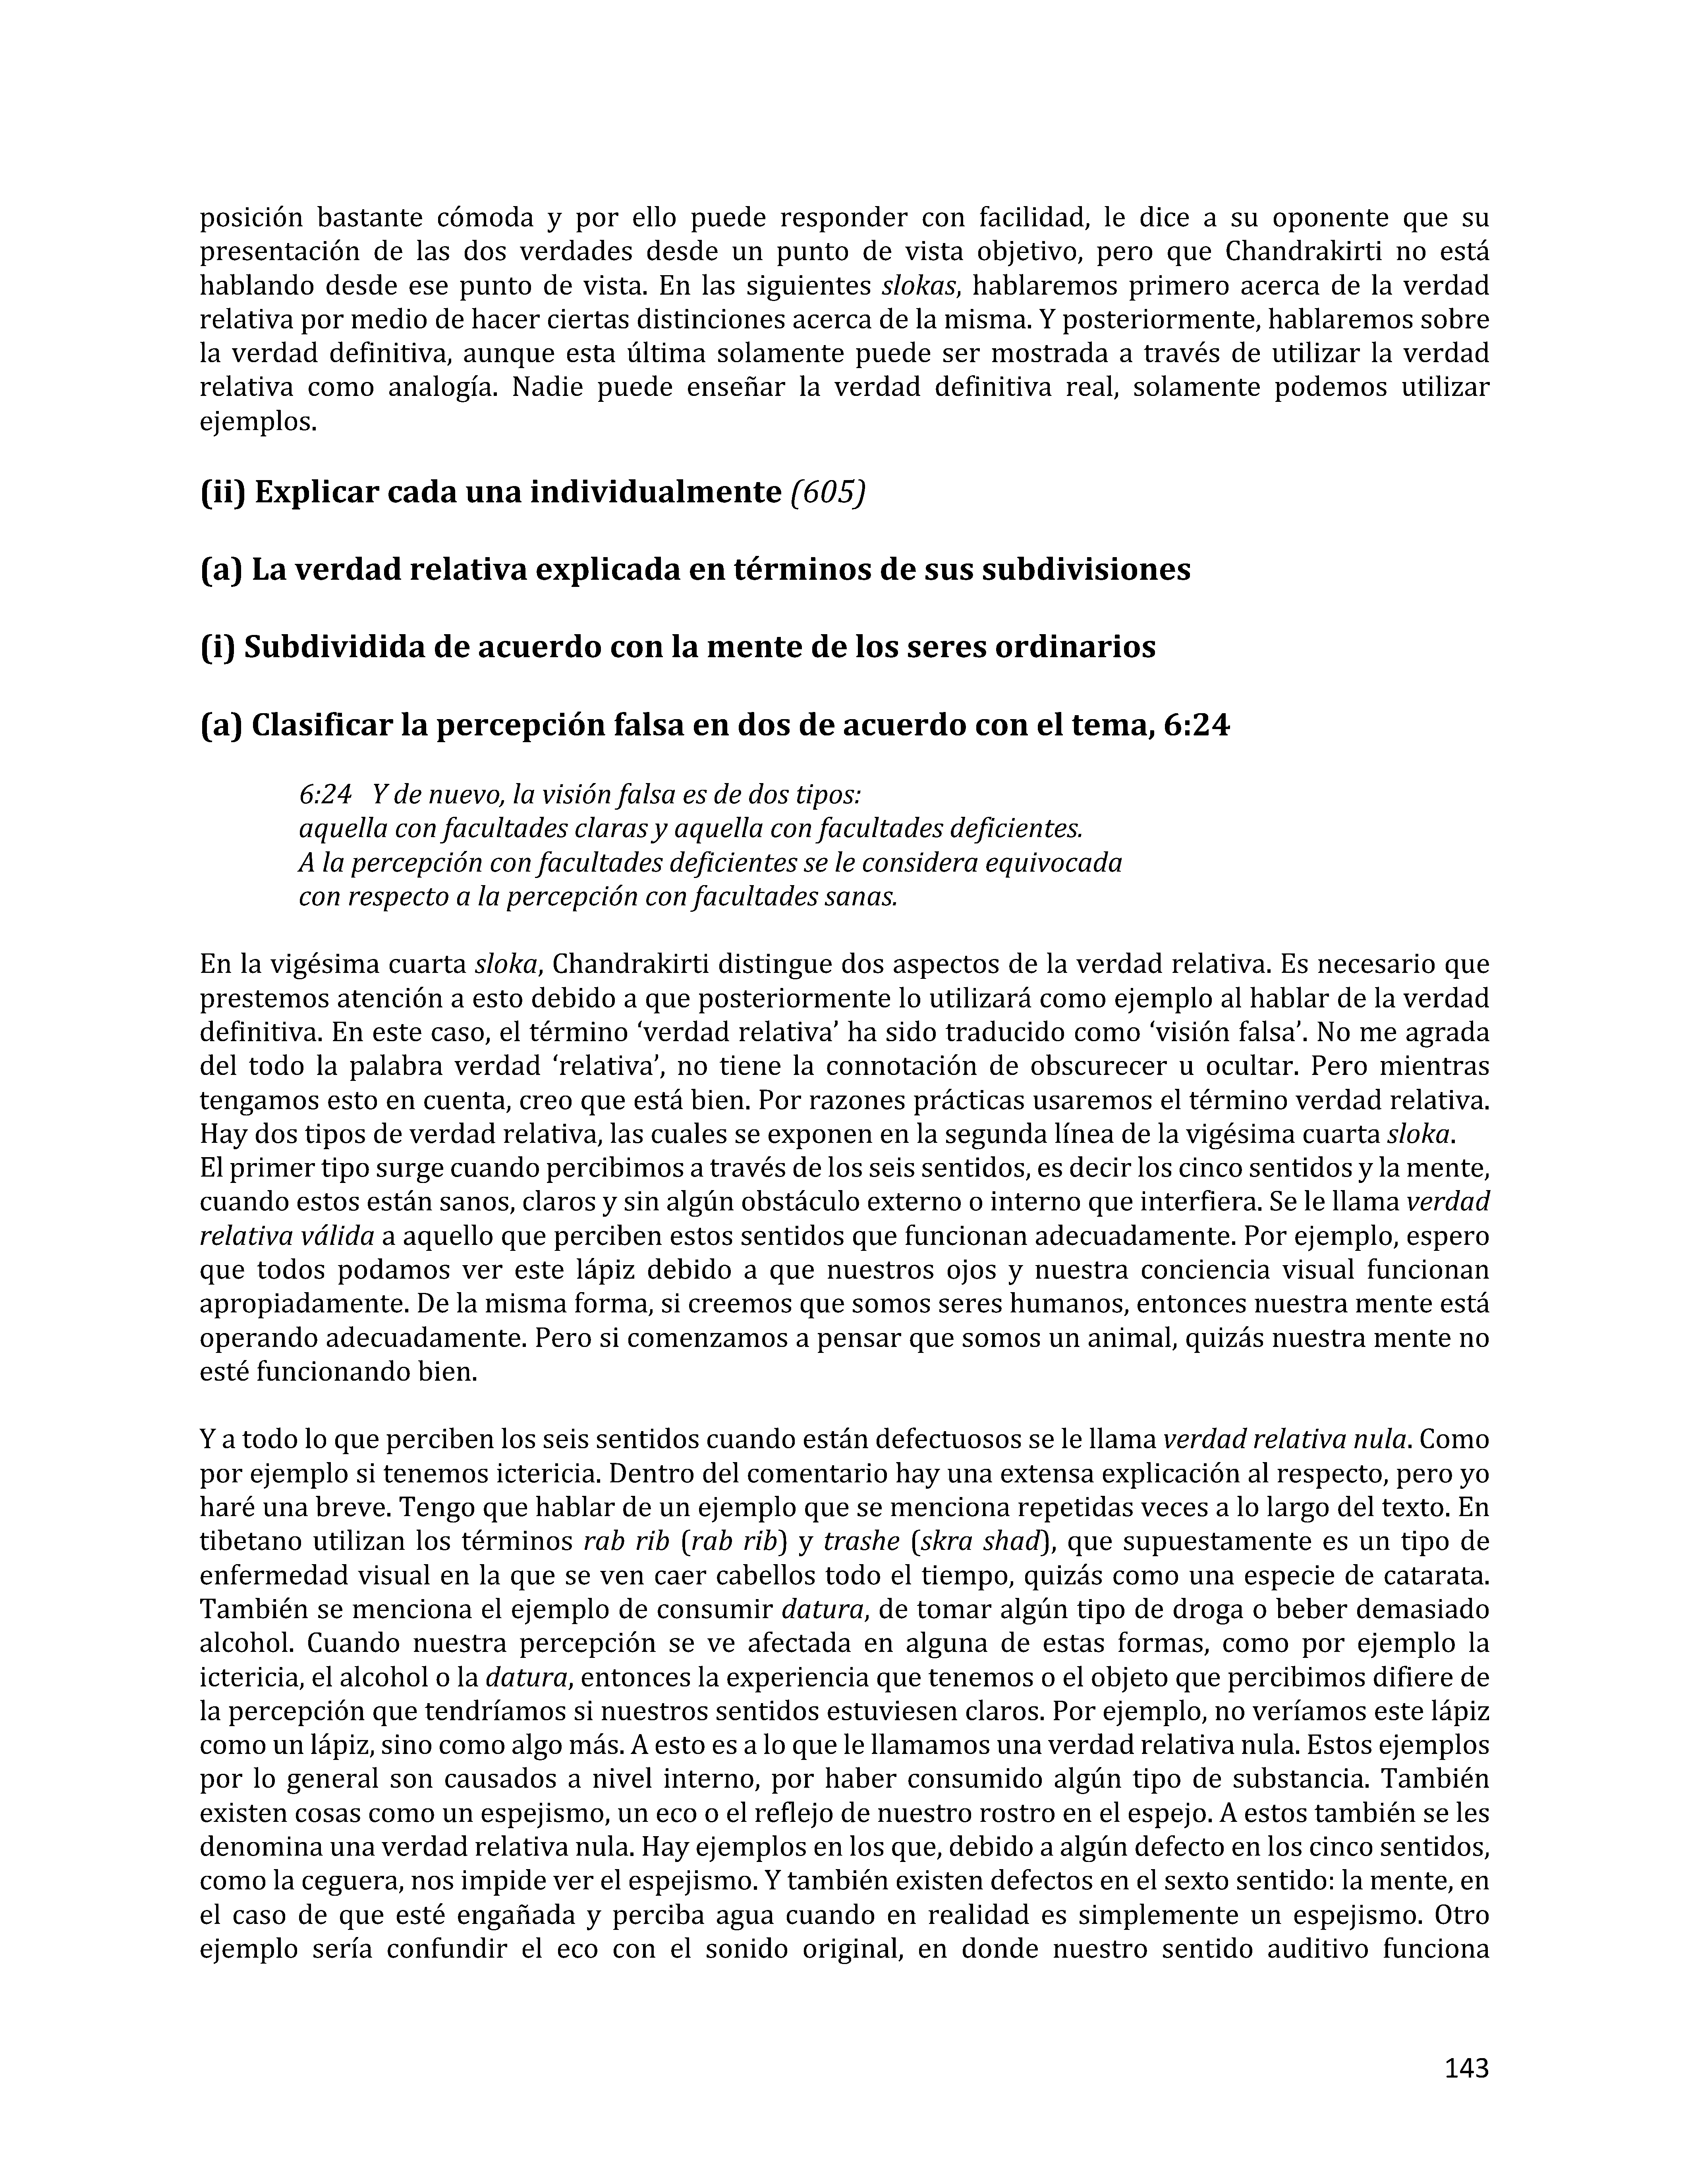 posición bastante cómoda y por ello puede responder con facilidad, le dice a su oponente que su
presentación de las dos verdades desde un punto de vista objetivo, pero que Chandrakirti no está
hablando desde ese punto de vista. En las siguientes slokas, hablaremos primero acerca de la verdad
relativa por medio de hacer ciertas distinciones acerca de la misma. Y posteriormente, hablaremos sobre
la verdad definitiva, aunque esta última solamente puede ser mostrada a través de utilizar la verdad
relativa como analogía. Nadie puede enseñar la verdad definitiva real, solamente podemos utilizar
ejemplos.
(ii) Explicar cada una individualmente (605)
(a) La verdad relativa explicada en términos de sus subdivisiones
(i) Subdividida de acuerdo con la mente de los seres ordinarios
(a) Clasificar la percepción falsa en dos de acuerdo con el tema, 6:24
6:24 Y de nuevo, la visión falsa es de dos tipos:
aquella con facultades claras y aquella con facultades deficientes.
A la percepción con facultades deficientes se le considera equivocada
con respecto a la percepción con facultades sanas.
En la vigésima cuarta sloka, Chandrakirti distingue dos aspectos de la verdad relativa. Es necesario que
prestemos atención a esto debido a que posteriormente lo utilizará como ejemplo al hablar de la verdad
definitiva. En este caso, el término ‘verdad relativa’ ha sido traducido como ‘visión falsa’. No me agrada
del todo la palabra verdad ‘relativa’, no tiene la connotación de obscurecer u ocultar. Pero mientras
tengamos esto en cuenta, creo que está bien. Por razones prácticas usaremos el término verdad relativa.
Hay dos tipos de verdad relativa, las cuales se exponen en la segunda línea de la vigésima cuarta sloka.
El primer tipo surge cuando percibimos a través de los seis sentidos, es decir los cinco sentidos y la mente,
cuando estos están sanos, claros y sin algún obstáculo externo o interno que interfiera. Se le llama verdad
relativa válida a aquello que perciben estos sentidos que funcionan adecuadamente. Por ejemplo, espero
que todos podamos ver este lápiz debido a que nuestros ojos y nuestra conciencia visual funcionan
apropiadamente. De la misma forma, si creemos que somos seres humanos, entonces nuestra mente está
operando adecuadamente. Pero si comenzamos a pensar que somos un animal, quizás nuestra mente no
esté funcionando bien.
Y a todo lo que perciben los seis sentidos cuando están defectuosos se le llama verdad relativa nula. Como
por ejemplo si tenemos ictericia. Dentro del comentario hay una extensa explicación al respecto, pero yo
haré una breve. Tengo que hablar de un ejemplo que se menciona repetidas veces a lo largo del texto. En
tibetano utilizan los términos rab rib (rab rib) y trashe (skra shad), que supuestamente es un tipo de
enfermedad visual en la que se ven caer cabellos todo el tiempo, quizás como una especie de catarata.
También se menciona el ejemplo de consumir datura, de tomar algún tipo de droga o beber demasiado
alcohol. Cuando nuestra percepción se ve afectada en alguna de estas formas, como por ejemplo la
ictericia, el alcohol o la datura, entonces la experiencia que tenemos o el objeto que percibimos difiere de
la percepción que tendríamos si nuestros sentidos estuviesen claros. Por ejemplo, no veríamos este lápiz
como un lápiz, sino como algo más. A esto es a lo que le llamamos una verdad relativa nula. Estos ejemplos
por lo general son causados a nivel interno, por haber consumido algún tipo de substancia. También
existen cosas como un espejismo, un eco o el reflejo de nuestro rostro en el espejo. A estos también se les
denomina una verdad relativa nula. Hay ejemplos en los que, debido a algún defecto en los cinco sentidos,
como la ceguera, nos impide ver el espejismo. Y también existen defectos en el sexto sentido: la mente, en
el caso de que esté engañada y perciba agua cuando en realidad es simplemente un espejismo. Otro
ejemplo sería confundir el eco con el sonido original, en donde nuestro sentido auditivo funciona
143